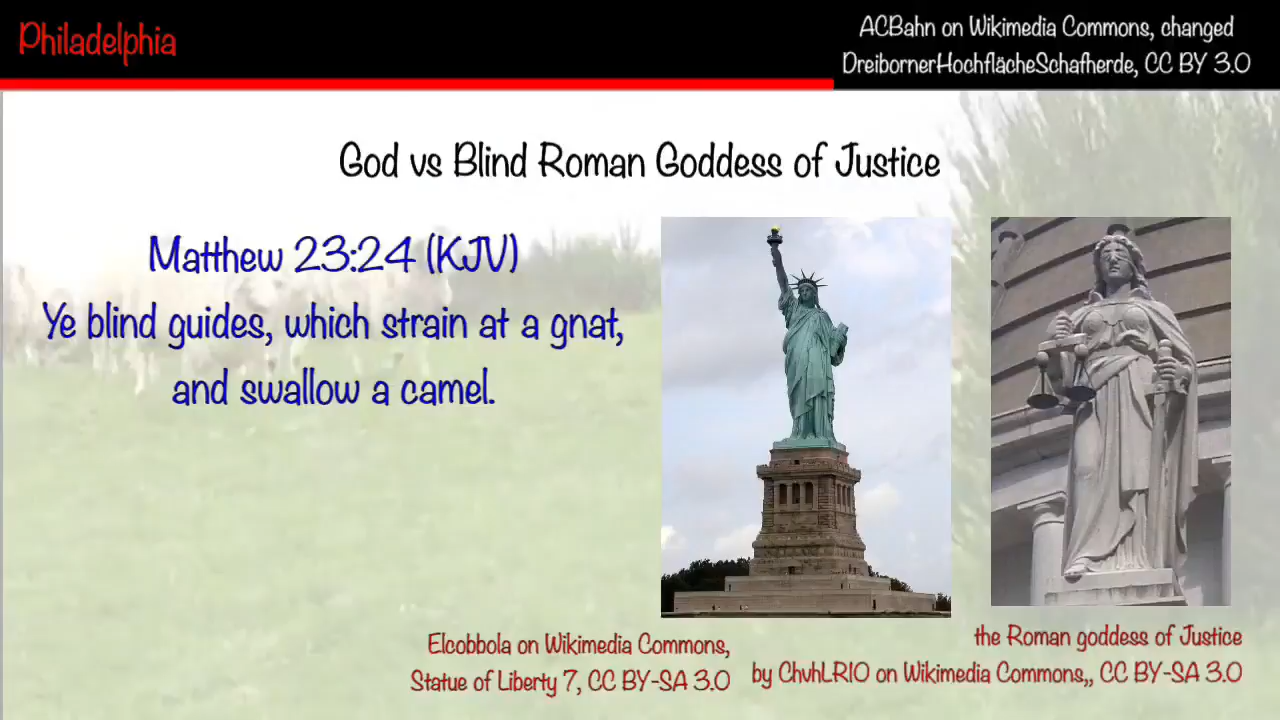 Philadelphia
ACBahn on Wikimedia Commons, changed
DreibornerHochflächeSchafherde, CC BY 3.0
God vs Blind Roman Goddess of Justice
Matthew 23:24 (KJV)
Ye blind guides, which strain at a gnat,
and swallow a camel.
Elcobbola on Wikimedia Commons,
Statue of Liberty 7, CC BY-SA 3.0
the Roman goddess of Justice
by ChvhLR10 on Wikimedia Commons,, CC BY-SA 3.0